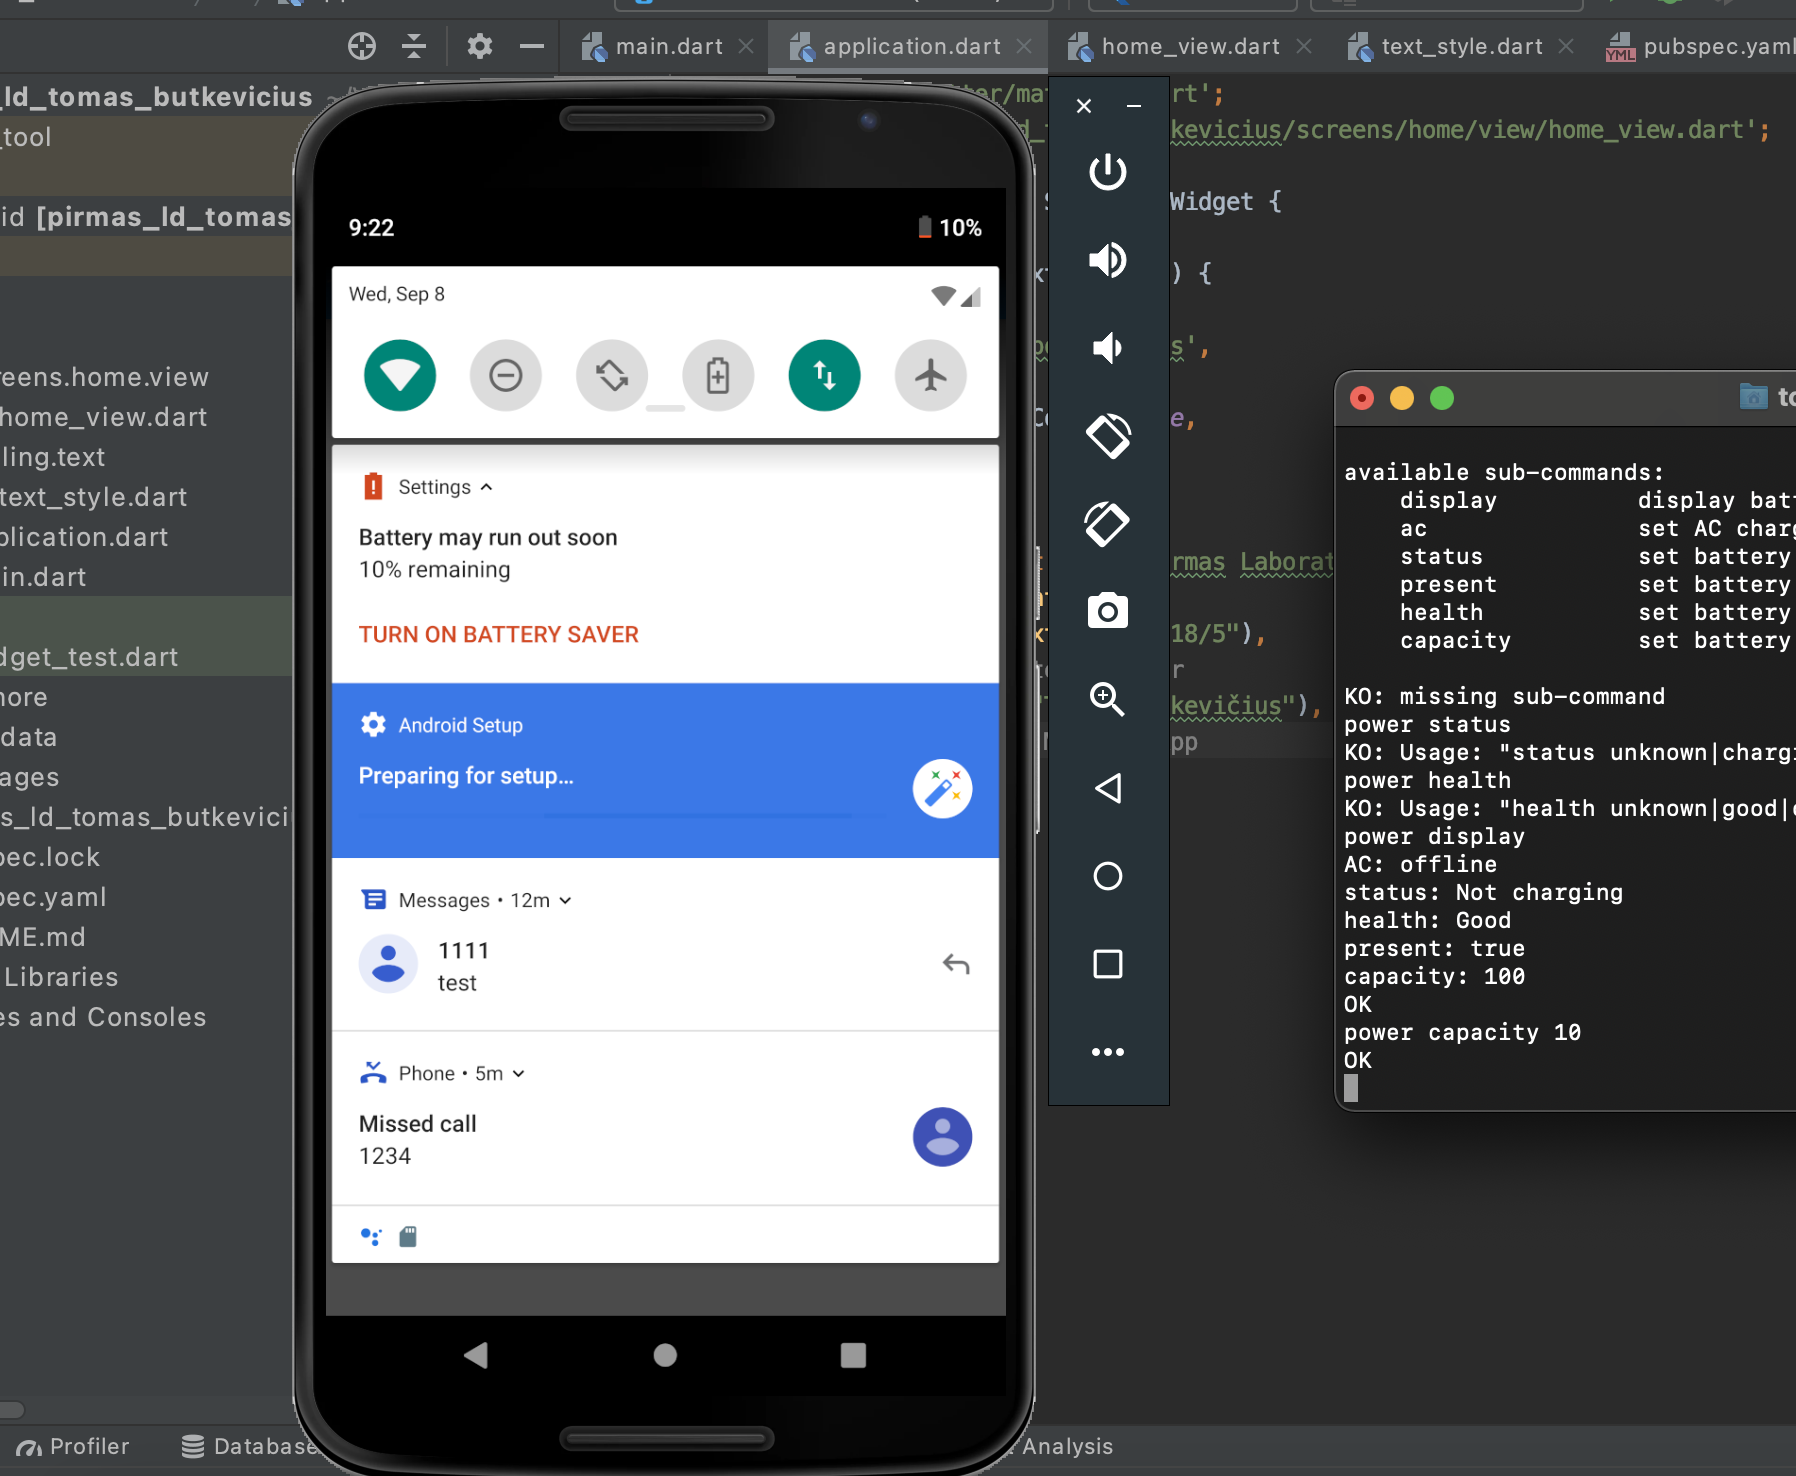 main.dart
application.dart
home_view.dart
text_style.dart
pubspec.yaml
_ld_tomas_butkevicius
_tool
id [pirmas_ld_tomas
eens.home.view
home_view.dart
ling.text
text_style.dart
plication.dart
in.dart
dget_test.dart
nore
data
ages
s_ld_tomas_butkevici
pec.lock
pec.yaml
ME.md
Libraries
es and Consoles
Profiler
Database
Analysis
9:22
10%
Wed, Sep 8
Settings
Battery may run out soon
10% remaining
TURN ON BATTERY SAVER
Android Setup
Preparing for setup...
Messages • 12m
1111
test
Phone • 5m
Missed call
1234
ter/mat
rt';
kevicius/screens/home/view/home_view.dart';
Widget {
) {
s',
e,
rmas Laborat
18/5"),
r
kevičius"),
pp
to
available sub-commands:
display display batt
ac set AC charg
status set battery
present set battery
health set battery
capacity set battery
KO: missing sub-command
power status
KO: Usage: "status unknown|chargi
power health
KO: Usage: "health unknown|good|
power display
AC: offline
status: Not charging
health: Good
present: true
capacity: 100
OK
power capacity 10
OK